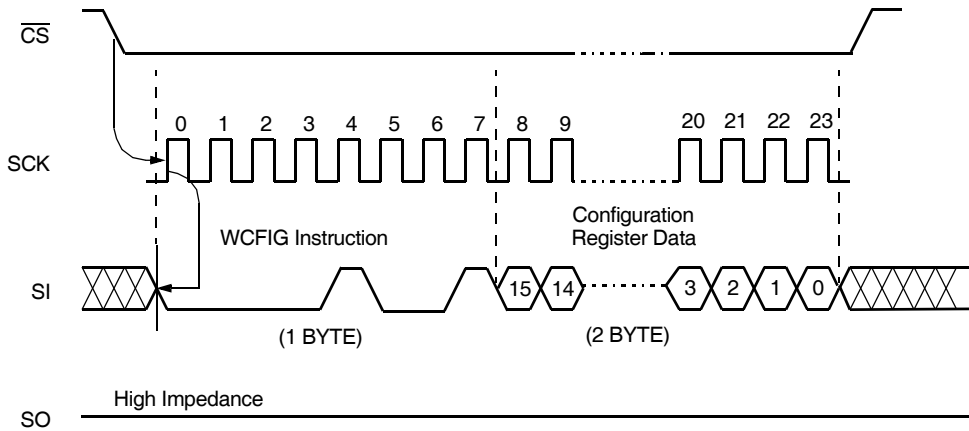 CS
0 1 2 3 4 5 6 7 8 9 20 21 22 23
SCK
WCFIG Instruction
Configuration
Register Data
SI
15 14 3 2 1 0
(1 BYTE)
(2 BYTE)
High Impedance
SO